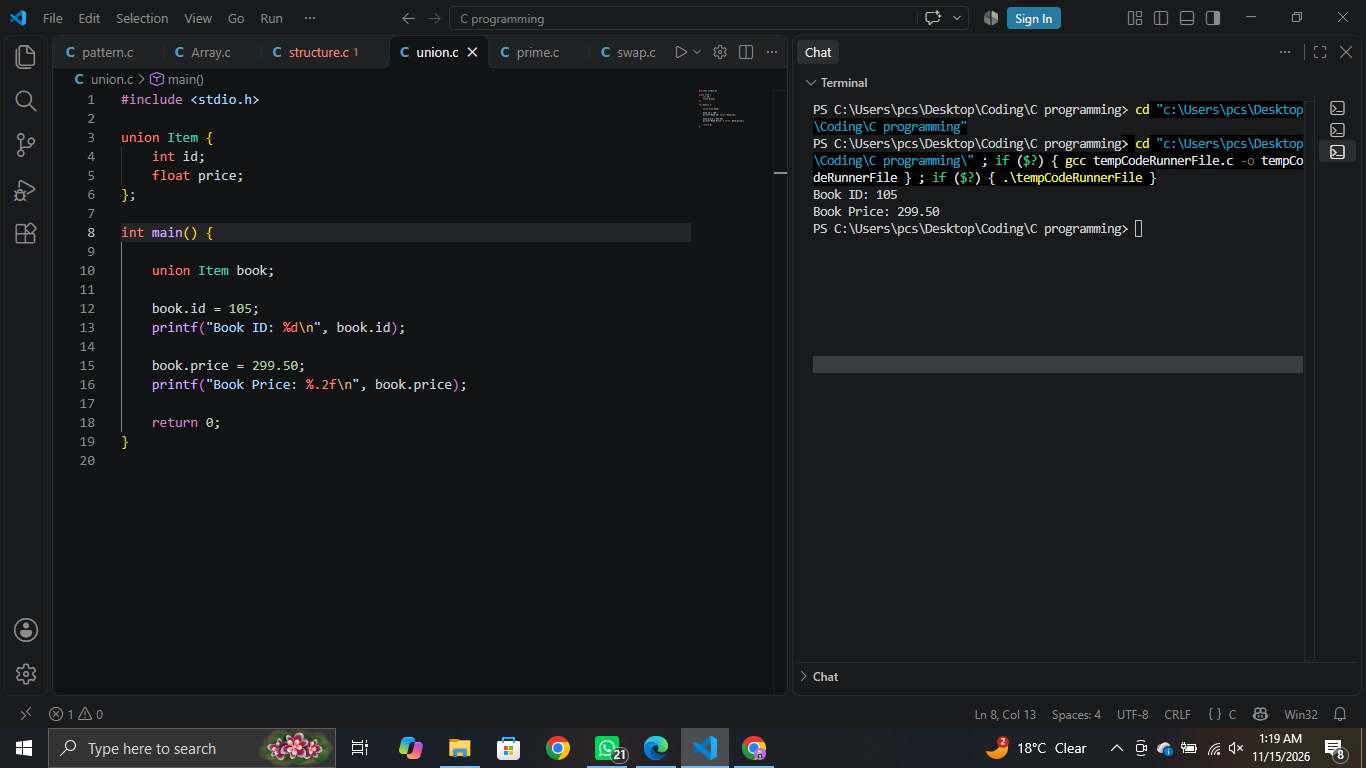 File Edit Selection View Go Run ···
C programming
Sign In
C pattern.c C Array.c C structure.c 1 C union.c C prime.c C swap.c
C union.c > main()
1 #include <stdio.h>
2
3 union Item {
4     int id;
5     float price;
6 };
7
8 int main() {
9
10     union Item book;
11
12     book.id = 105;
13     printf("Book ID: %d\n", book.id);
14
15     book.price = 299.50;
16     printf("Book Price: %.2f\n", book.price);
17
18     return 0;
19 }
20
Chat
Terminal
PS C:\Users\pcs\Desktop\Coding\C programming> cd "c:\Users\pcs\Desktop
\Coding\C programming"
PS C:\Users\pcs\Desktop\Coding\C programming> cd "c:\Users\pcs\Desktop
\Coding\C programming\" ; if ($?) { gcc tempCodeRunnerFile.c -o tempCo
deRunnerFile } ; if ($?) { .\tempCodeRunnerFile }
Book ID: 105
Book Price: 299.50
PS C:\Users\pcs\Desktop\Coding\C programming>
Chat
1 0
Ln 8, Col 13 Spaces: 4 UTF-8 CRLF { } C Win32
Type here to search
21
2
18°C Clear
1:19 AM
11/15/2026
8